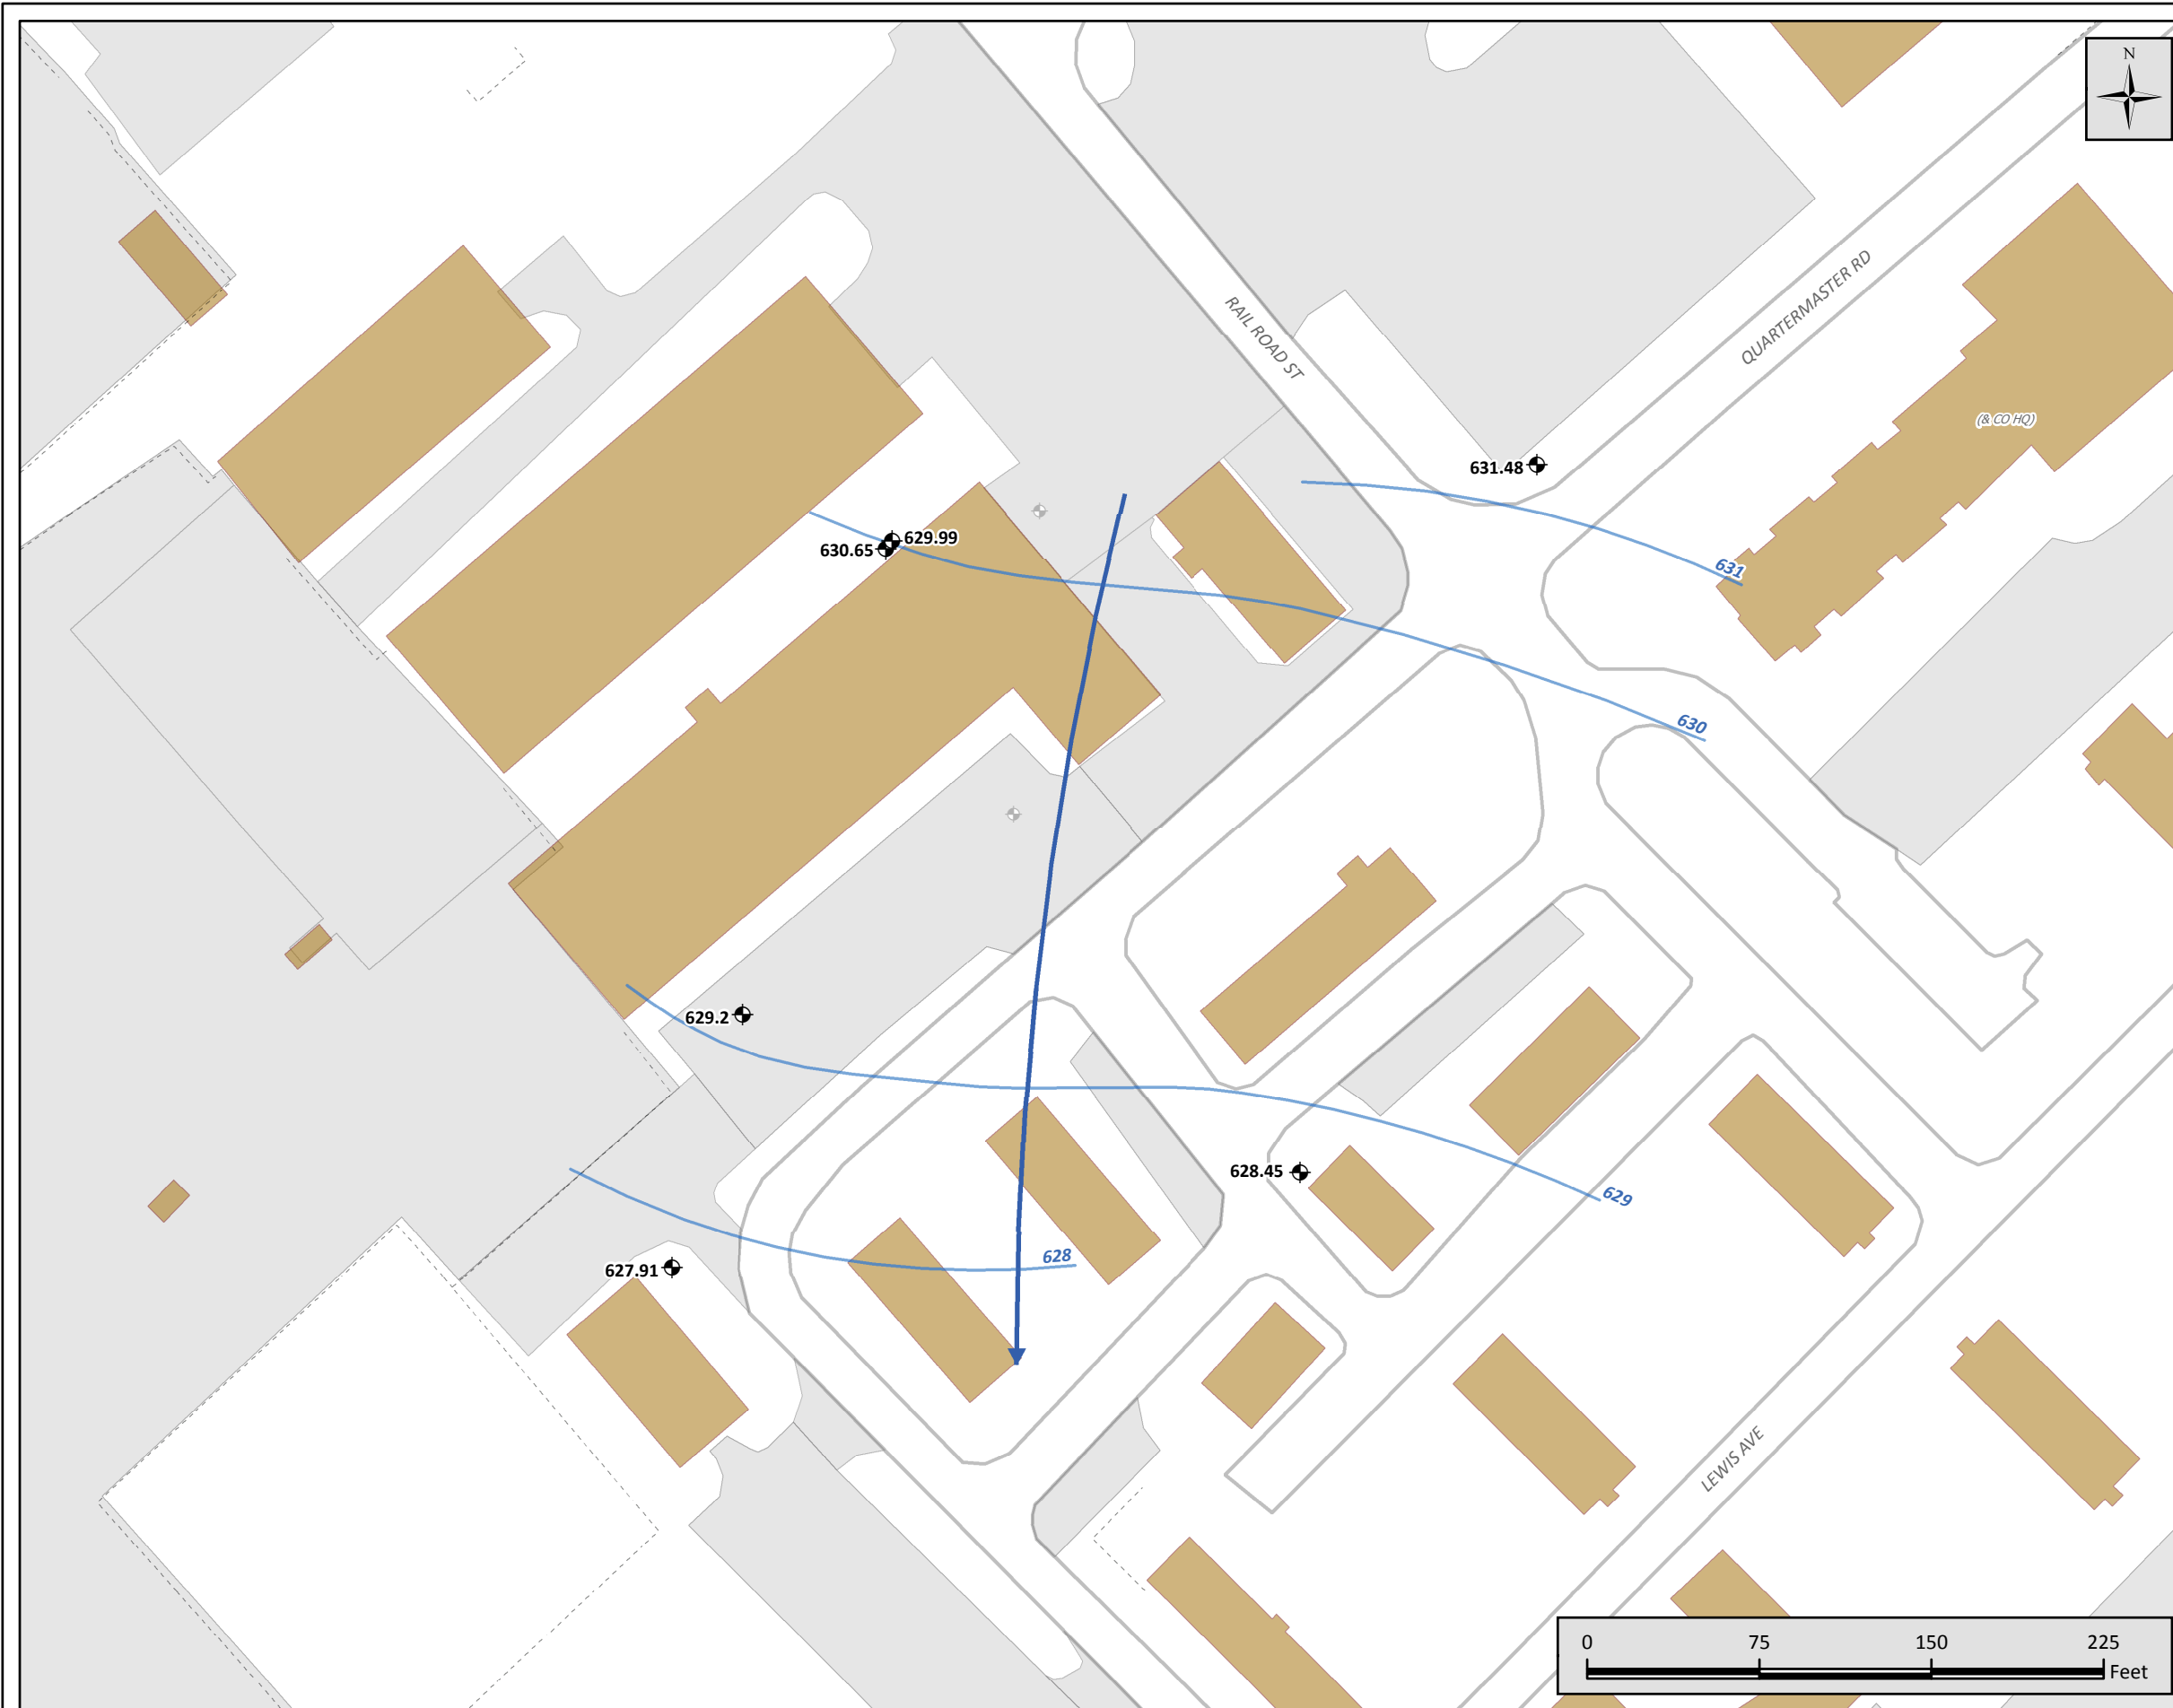 N
RAIL ROAD ST
QUARTERMASTER RD
(& CO HQ)
631.48
629.99
630.65
631
630
629.2
628.45
629
628
627.91
LEWIS AVE
0 75 150 225
Feet